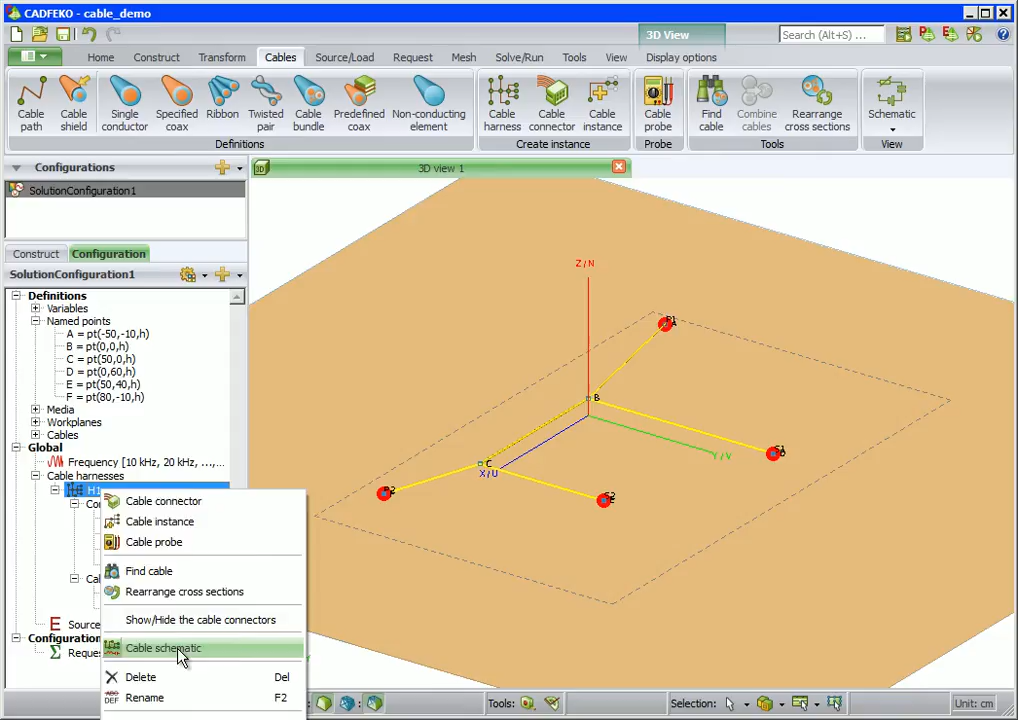 CADFEKO - cable_demo
3D View
Search (Alt+S) ...
Home Construct Transform Cables Source/Load Request Mesh Solve/Run Tools View Display options
Cable path
Cable shield
Single conductor
Specified coax
Ribbon
Twisted pair
Cable bundle
Predefined coax
Non-conducting element
Cable harness
Cable connector
Cable instance
Cable probe
Find cable
Combine cables
Rearrange cross sections
Schematic
Definitions Create instance Probe Tools View
Configurations
3D view 1
SolutionConfiguration1
Construct Configuration
SolutionConfiguration1
Definitions
Variables
Named points
A = pt(-50,-10,h)
B = pt(0,0,h)
C = pt(50,0,h)
D = pt(0,60,h)
E = pt(50,40,h)
F = pt(80,-10,h)
Media
Workplanes
Cables
Global
Frequency [10 kHz, 20 kHz, ...,...
Cable harnesses
Cable connector
Cable instance
Cable probe
Find cable
Rearrange cross sections
Show/Hide the cable connectors
Cable schematic
Delete Del
Rename F2
Z/N
B
C
X/U
Y/V
Tools:
Selection:
Unit: cm